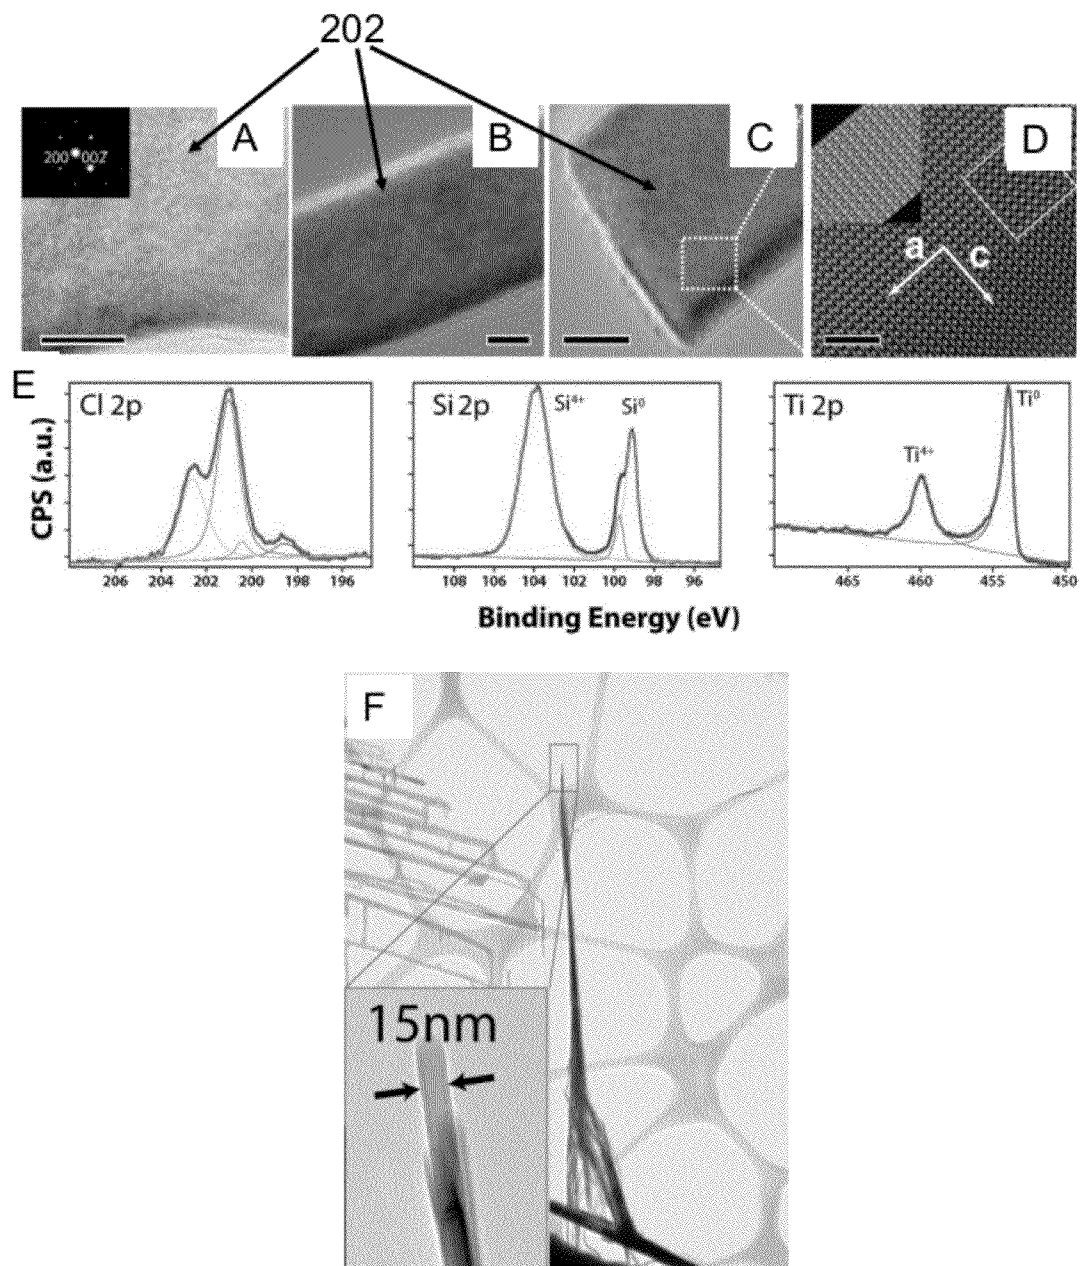 202
A
B
C
D
200 002
a
c
E
Cl 2p
Si 2p
Si⁴⁺
Si⁰
Ti 2p
Ti⁴⁺
Ti⁰
CPS (a.u.)
206 204 202 200 198 196
108 106 104 102 100 98 96
465 460 455 450
Binding Energy (eV)
F
15nm